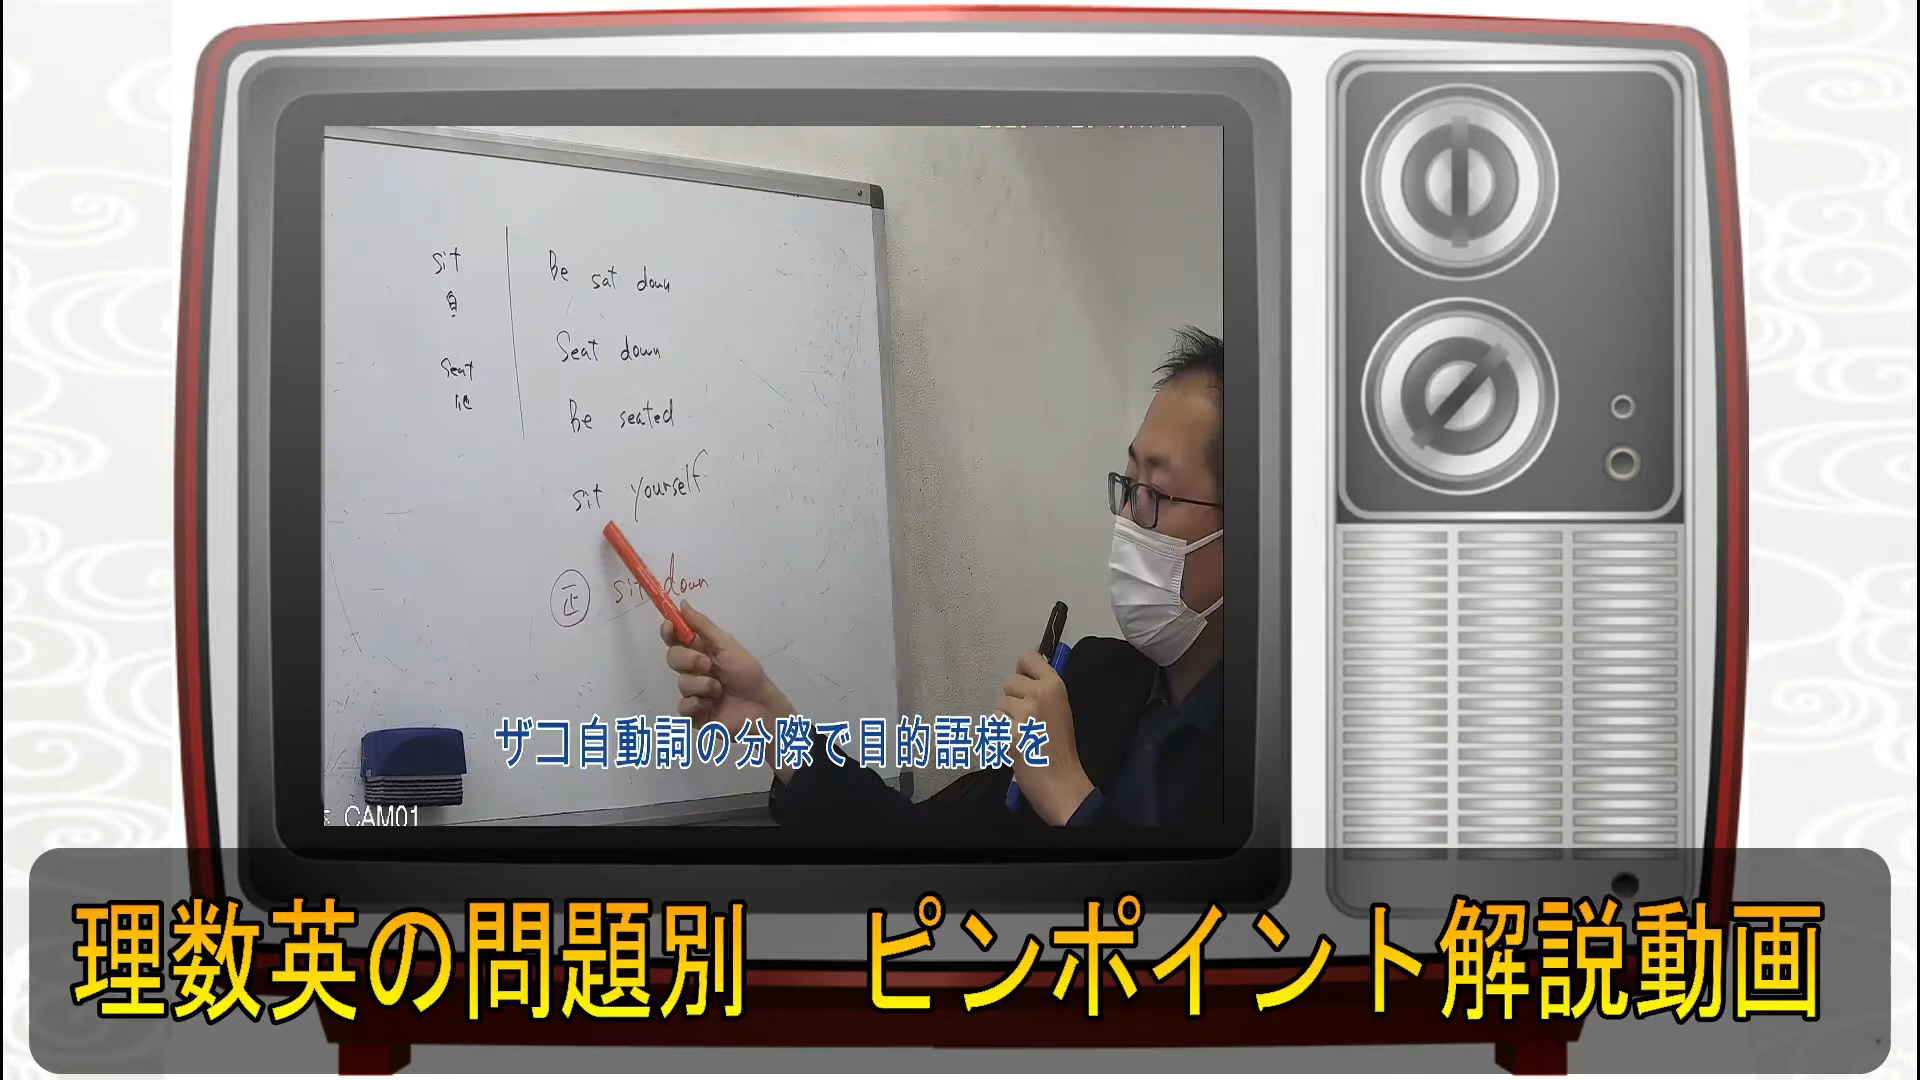 sit
自
seat
他
Be sat down
Seat down
Be seated
sit yourself
正 sit down
ザコ自動詞の分際で目的語様を
CAM01
理数英の問題別 ピンポイント解説動画